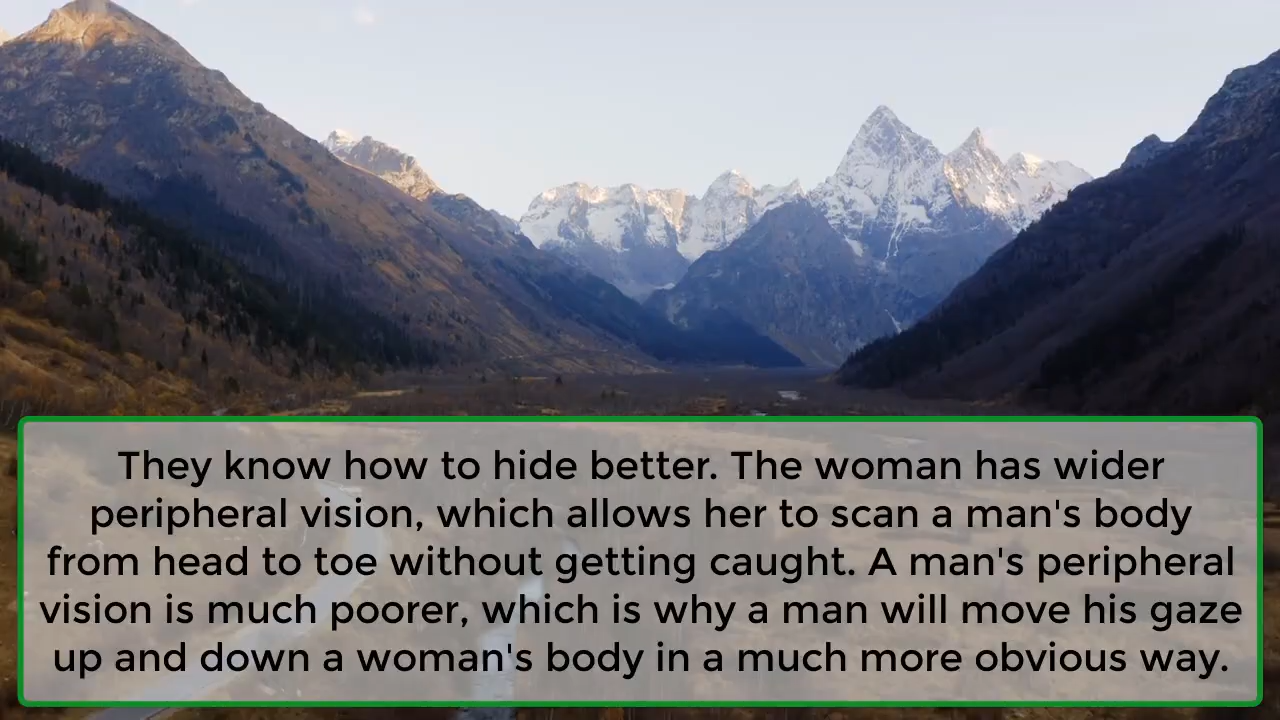 They know how to hide better. The woman has wider
peripheral vision, which allows her to scan a man's body
from head to toe without getting caught. A man's peripheral
vision is much poorer, which is why a man will move his gaze
up and down a woman's body in a much more obvious way.